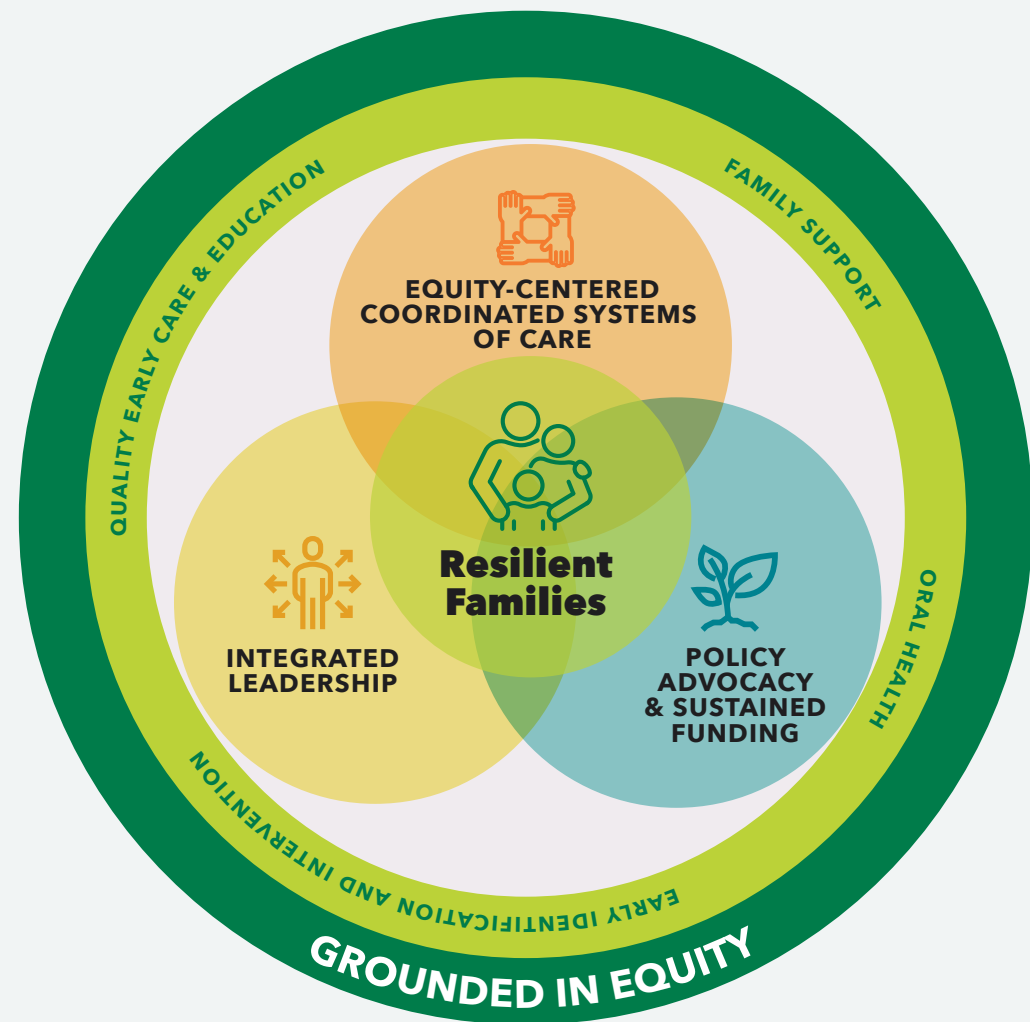 QUALITY EARLY CARE & EDUCATION
FAMILY SUPPORT
EQUITY-CENTERED
COORDINATED SYSTEMS
OF CARE
Resilient
Families
INTEGRATED
LEADERSHIP
POLICY
ADVOCACY
& SUSTAINED
FUNDING
ORAL HEALTH
EARLY IDENTIFICATION AND INTERVENTION
GROUNDED IN EQUITY